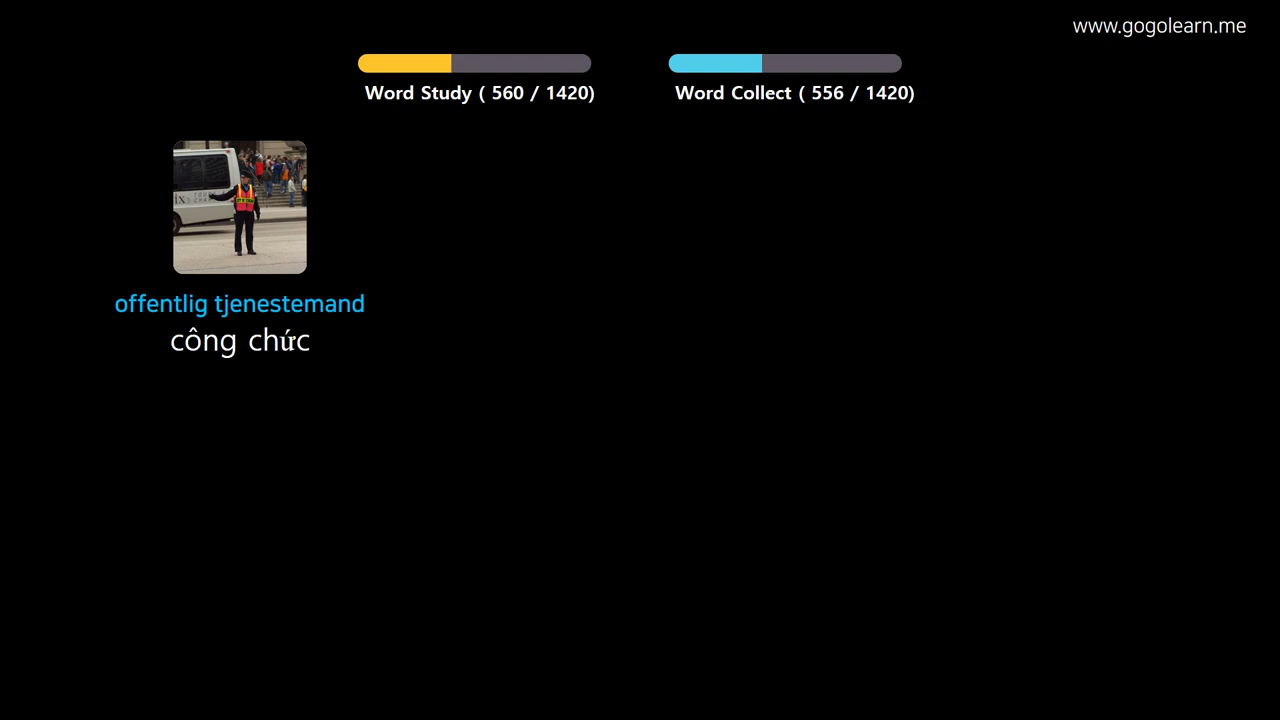 www.gogolearn.me
Word Study ( 560 / 1420)
Word Collect ( 556 / 1420)
offentlig tjenestemand
công chức